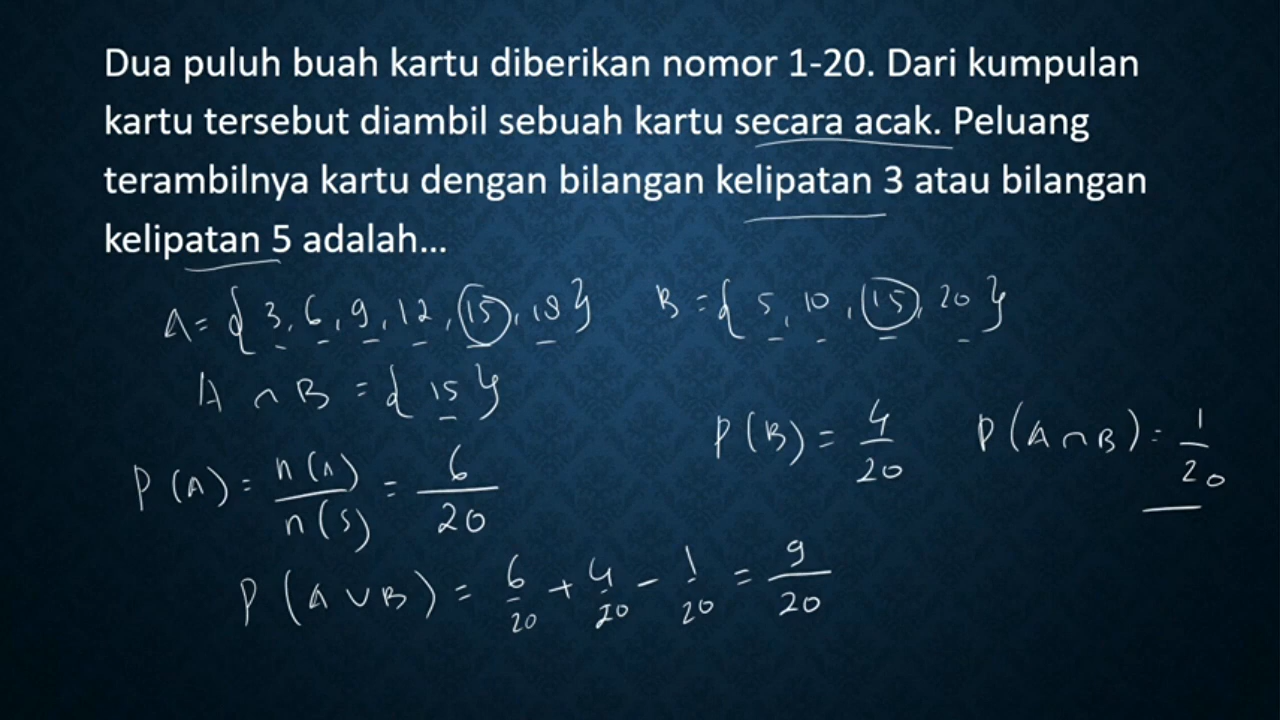 Dua puluh buah kartu diberikan nomor 1-20. Dari kumpulan
kartu tersebut diambil sebuah kartu secara acak. Peluang
terambilnya kartu dengan bilangan kelipatan 3 atau bilangan
kelipatan 5 adalah...
A = { 3, 6, 9, 12, 15, 18 } B = { 5, 10, 15, 20 }
A ∩ B = { 15 }
P(B) = 4/20 P(A ∩ B) = 1/20
P(A) = n(A)/n(S) = 6/20
P(A ∪ B) = 6/20 + 4/20 - 1/20 = 9/20